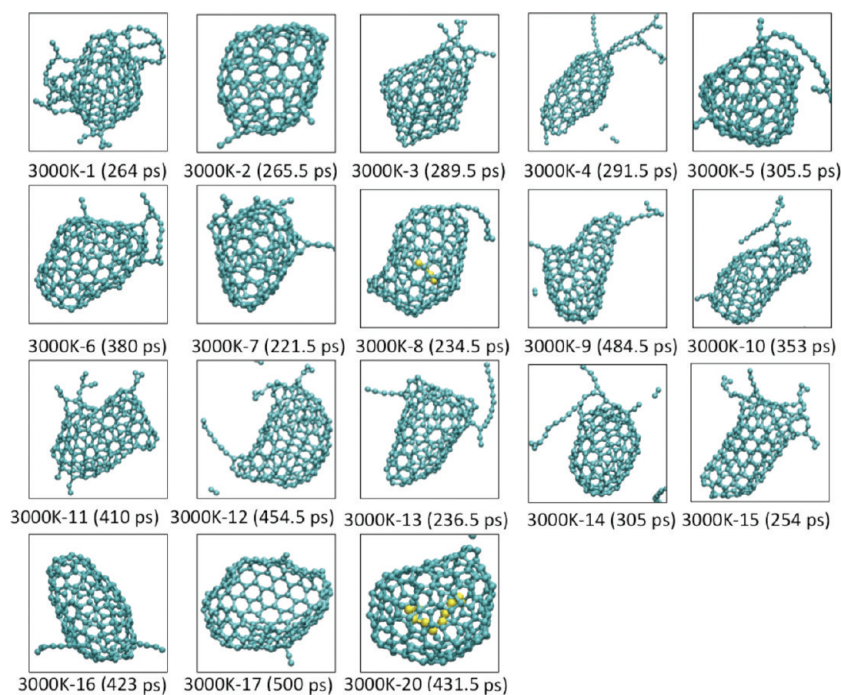 3000K-1 (264 ps) 3000K-2 (265.5 ps) 3000K-3 (289.5 ps) 3000K-4 (291.5 ps) 3000K-5 (305.5 ps)
3000K-6 (380 ps) 3000K-7 (221.5 ps) 3000K-8 (234.5 ps) 3000K-9 (484.5 ps) 3000K-10 (353 ps)
3000K-11 (410 ps) 3000K-12 (454.5 ps) 3000K-13 (236.5 ps) 3000K-14 (305 ps) 3000K-15 (254 ps)
3000K-16 (423 ps) 3000K-17 (500 ps) 3000K-20 (431.5 ps)